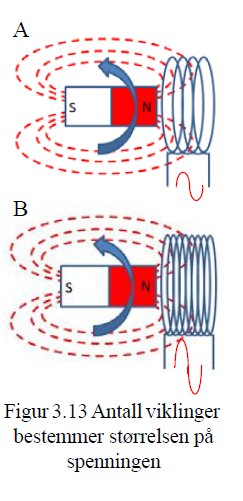 A
S N
B
S N
Figur 3.13 Antall viklinger
bestemmer størrelsen på
spenningen